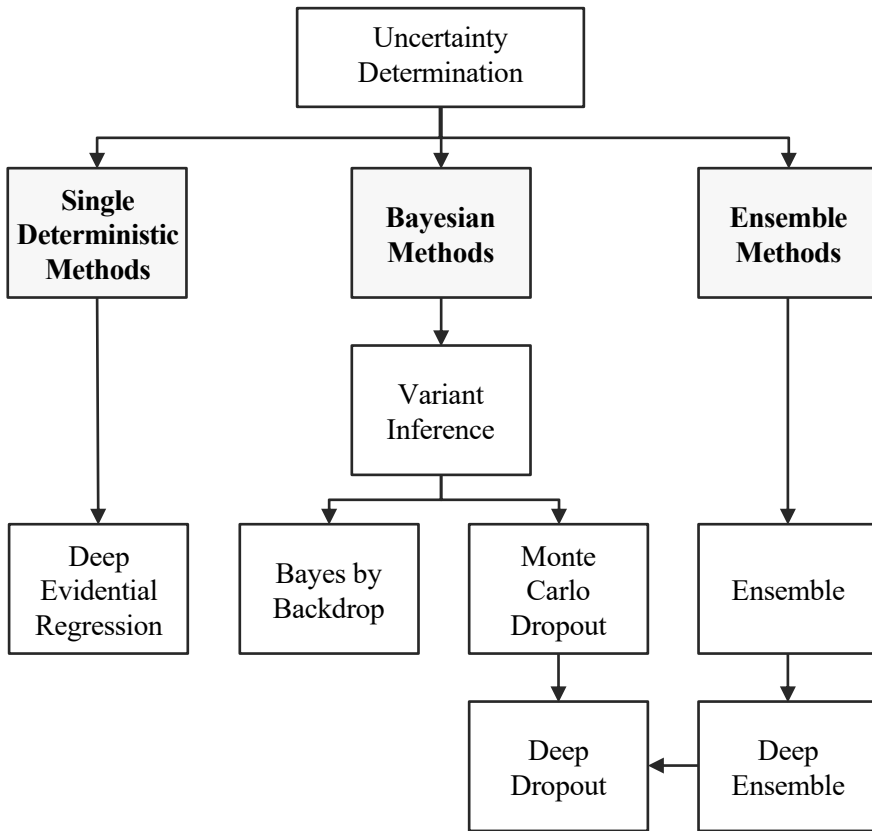 Uncertainty
Determination
Single
Deterministic
Methods
Bayesian
Methods
Ensemble
Methods
Variant
Inference
Deep
Evidential
Regression
Bayes by
Backdrop
Monte
Carlo
Dropout
Ensemble
Deep
Dropout
Deep
Ensemble